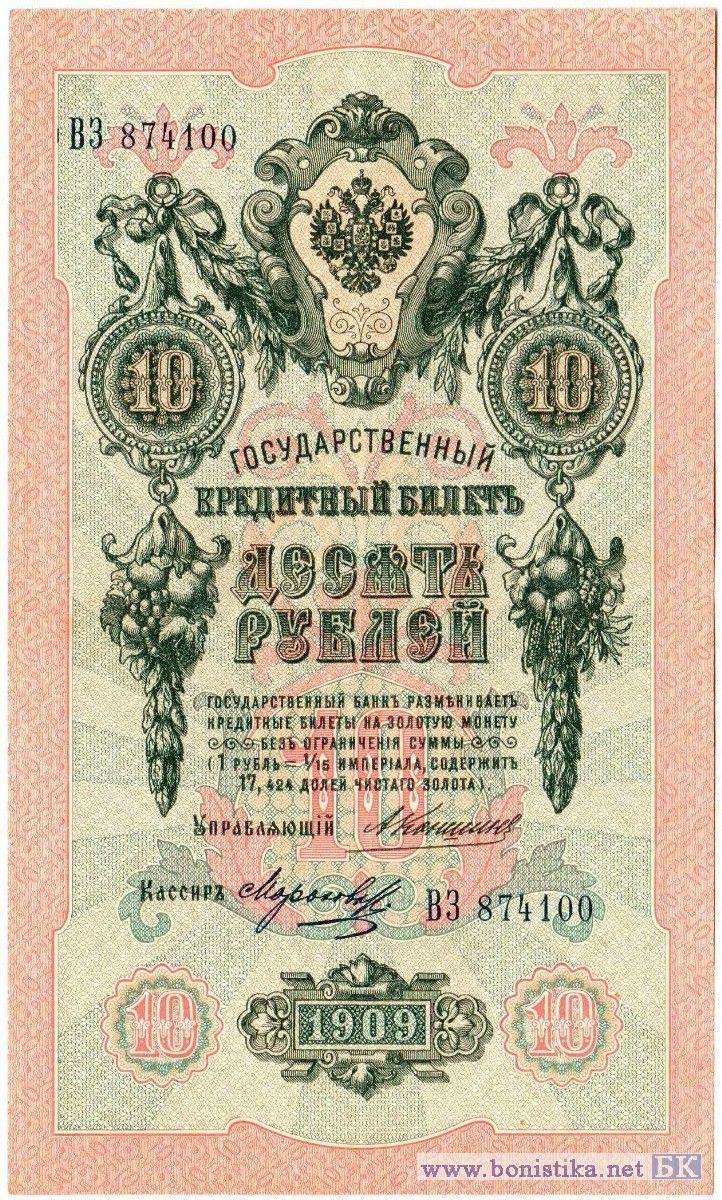 ВЗ 874100
10
10
ГОСУДАРСТВЕННЫЙ
КРЕДИТНЫЙ БИЛЕТЪ
ДЕСЯТЬ
РУБЛЕЙ
ГОСУДАРСТВЕННЫЙ БАНКЪ РАЗМѢНИВАЕТЪ
КРЕДИТНЫЕ БИЛЕТЫ НА ЗОЛОТУЮ МОНЕТУ
БЕЗЪ ОГРАНИЧЕНІЯ СУММЫ
(1 РУБЛЬ = 1/15 ИМПЕРІАЛА, СОДЕРЖИТЪ
17,424 ДОЛЕЙ ЧИСТАГО ЗОЛОТА).
10
УПРАВЛЯЮЩІЙ
КАССИРЪ
ВЗ 874100
10
1909
10
www.bonistika.net БК